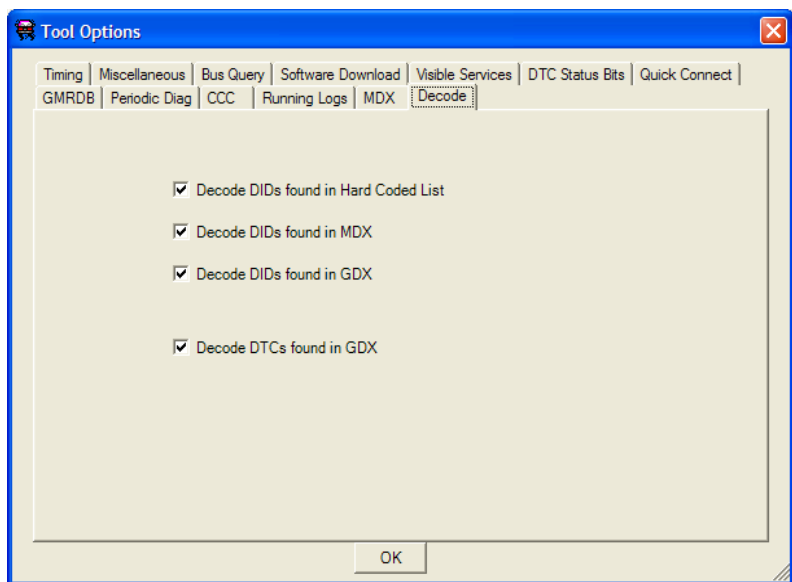 Tool Options
Timing Miscellaneous Bus Query Software Download Visible Services DTC Status Bits Quick Connect
GMRDB Periodic Diag CCC Running Logs MDX Decode
Decode DIDs found in Hard Coded List
Decode DIDs found in MDX
Decode DIDs found in GDX
Decode DTCs found in GDX
OK